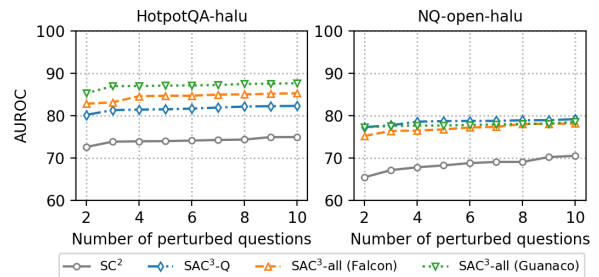 HotpotQA-halu
NQ-open-halu
100
90
80
70
60
AUROC
2 4 6 8 10
Number of perturbed questions
100
90
80
70
60
2 4 6 8 10
Number of perturbed questions
SC² SAC³-Q SAC³-all (Falcon) SAC³-all (Guanaco)